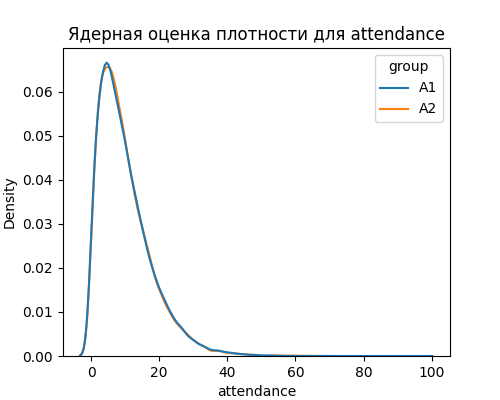 Ядерная оценка плотности для attendance
group
A1
A2
Density
0.06
0.05
0.04
0.03
0.02
0.01
0.00
0 20 40 60 80 100
attendance